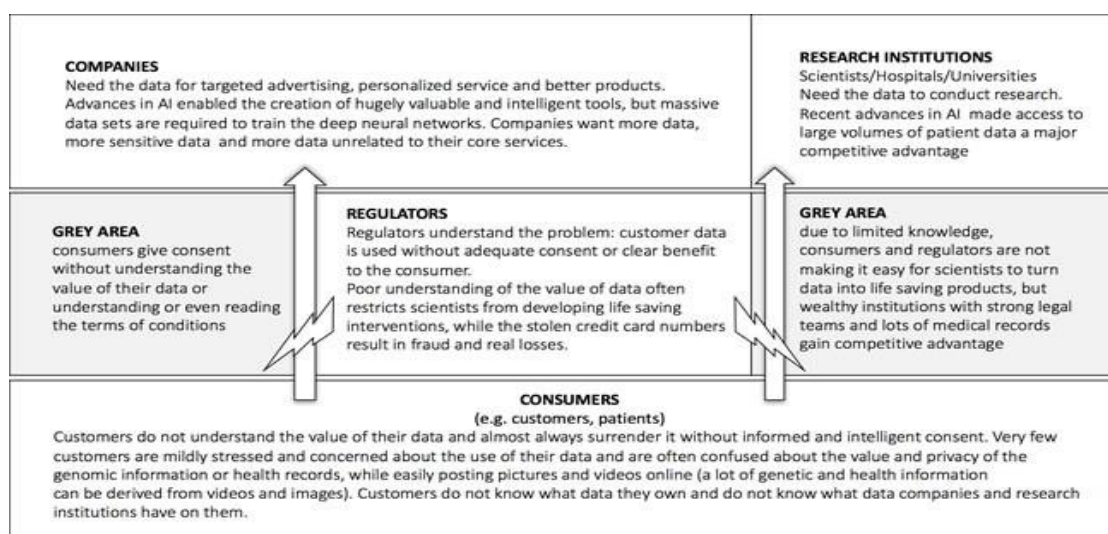 COMPANIES
Need the data for targeted advertising, personalized service and better products.
Advances in AI enabled the creation of hugely valuable and intelligent tools, but massive
data sets are required to train the deep neural networks. Companies want more data,
more sensitive data and more data unrelated to their core services.
RESEARCH INSTITUTIONS
Scientists/Hospitals/Universities
Need the data to conduct research.
Recent advances in AI made access to
large volumes of patient data a major
competitive advantage
GREY AREA
consumers give consent
without understanding the
value of their data or
understanding or even reading
the terms of conditions
REGULATORS
Regulators understand the problem: customer data
is used without adequate consent or clear benefit
to the consumer.
Poor understanding of the value of data often
restricts scientists from developing life saving
interventions, while the stolen credit card numbers
result in fraud and real losses.
GREY AREA
due to limited knowledge,
consumers and regulators are not
making it easy for scientists to turn
data into life saving products, but
wealthy institutions with strong legal
teams and lots of medical records
gain competitive advantage
CONSUMERS
(e.g. customers, patients)
Customers do not understand the value of their data and almost always surrender it without informed and intelligent consent. Very few
customers are mildly stressed and concerned about the use of their data and are often confused about the value and privacy of the
genomic information or health records, while easily posting pictures and videos online (a lot of genetic and health information
can be derived from videos and images). Customers do not know what data they own and do not know what data companies and research
institutions have on them.